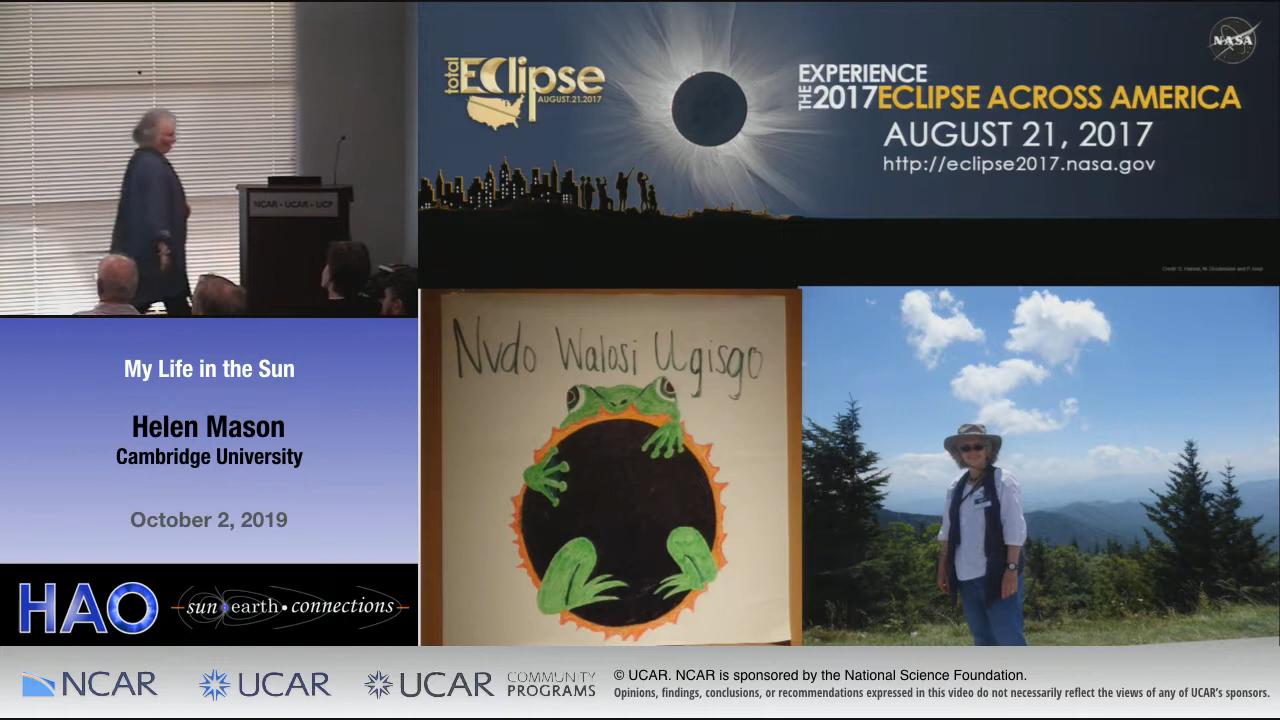 total
EClipse
AUGUST.21.2017
EXPERIENCE
THE 2017 ECLIPSE ACROSS AMERICA
AUGUST 21, 2017
http://eclipse2017.nasa.gov
NASA
NCAR • UCAR • UCP
Nvdo Walosi Ugisgo
My Life in the Sun
Helen Mason
Cambridge University
October 2, 2019
HAO
sun • earth • connections
NCAR
UCAR
UCAR
COMMUNITY
PROGRAMS
© UCAR. NCAR is sponsored by the National Science Foundation.
Opinions, findings, conclusions, or recommendations expressed in this video do not necessarily reflect the views of any of UCAR's sponsors.